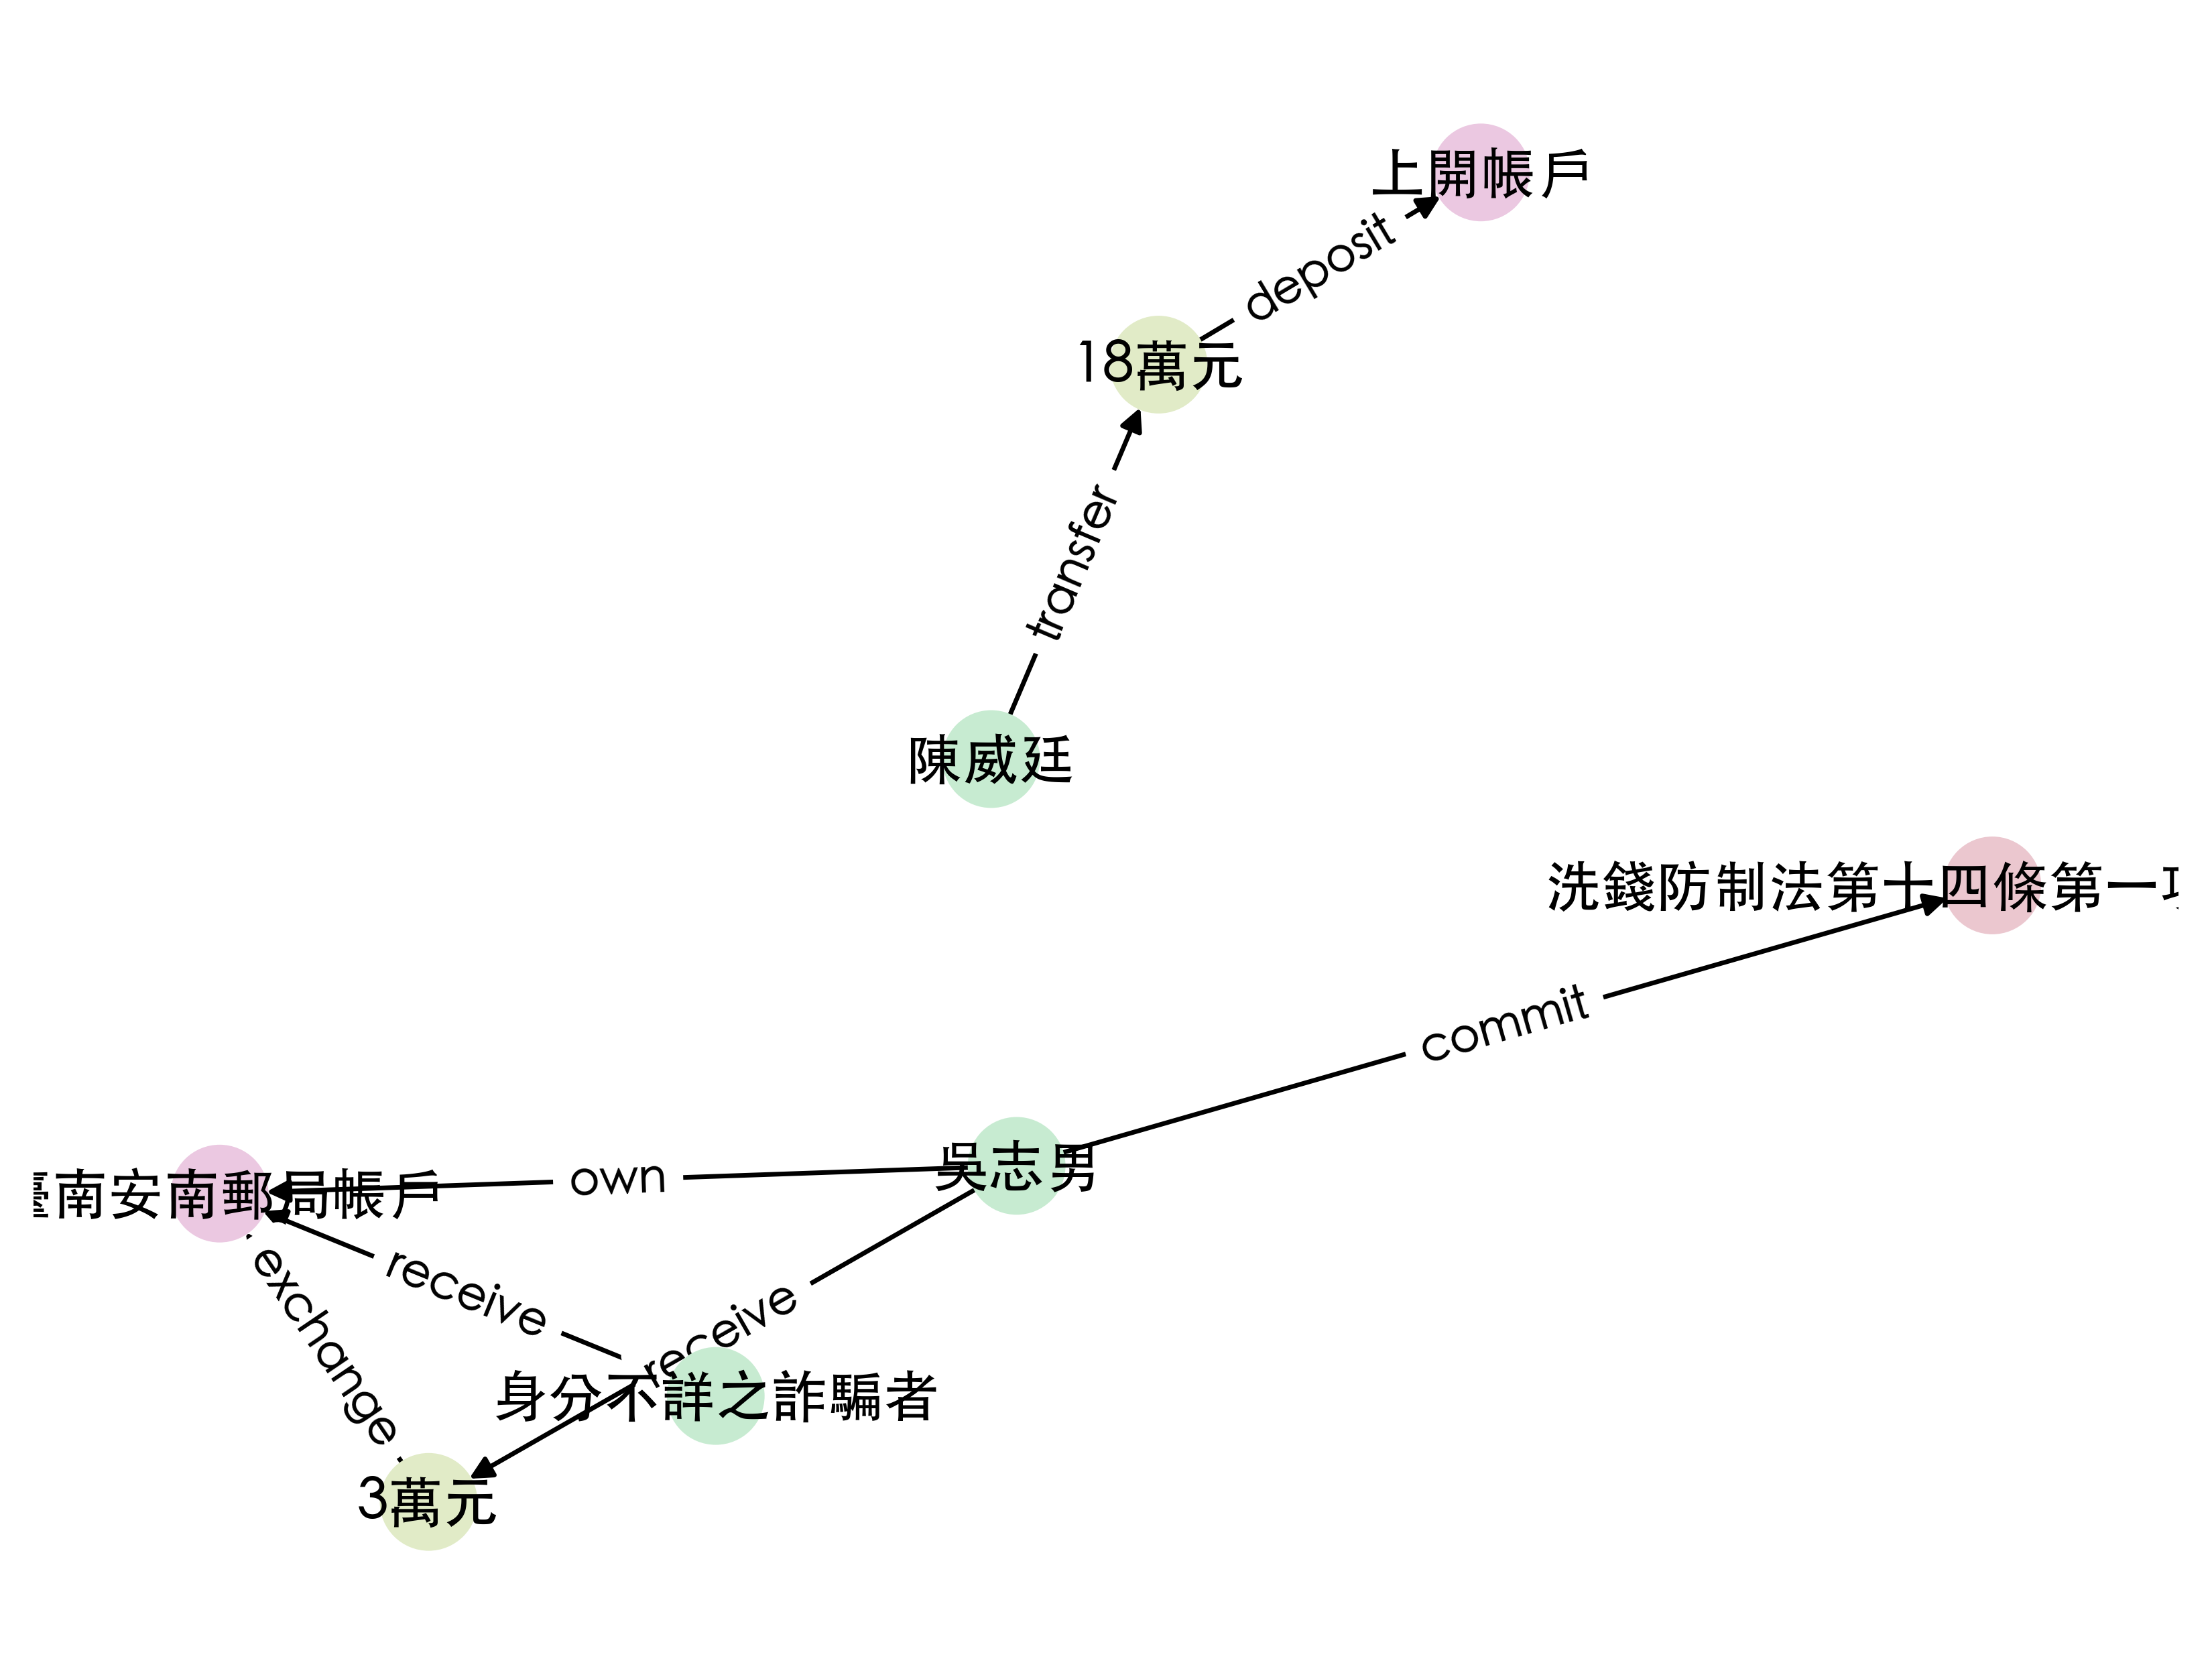 上開帳戶
deposit
18萬元
transfer
陳威廷
洗錢防制法第十四條第一
commit
吳志男
own
南安南郵局帳戶
receive
exchange
receive
身分不詳之詐騙者
3萬元